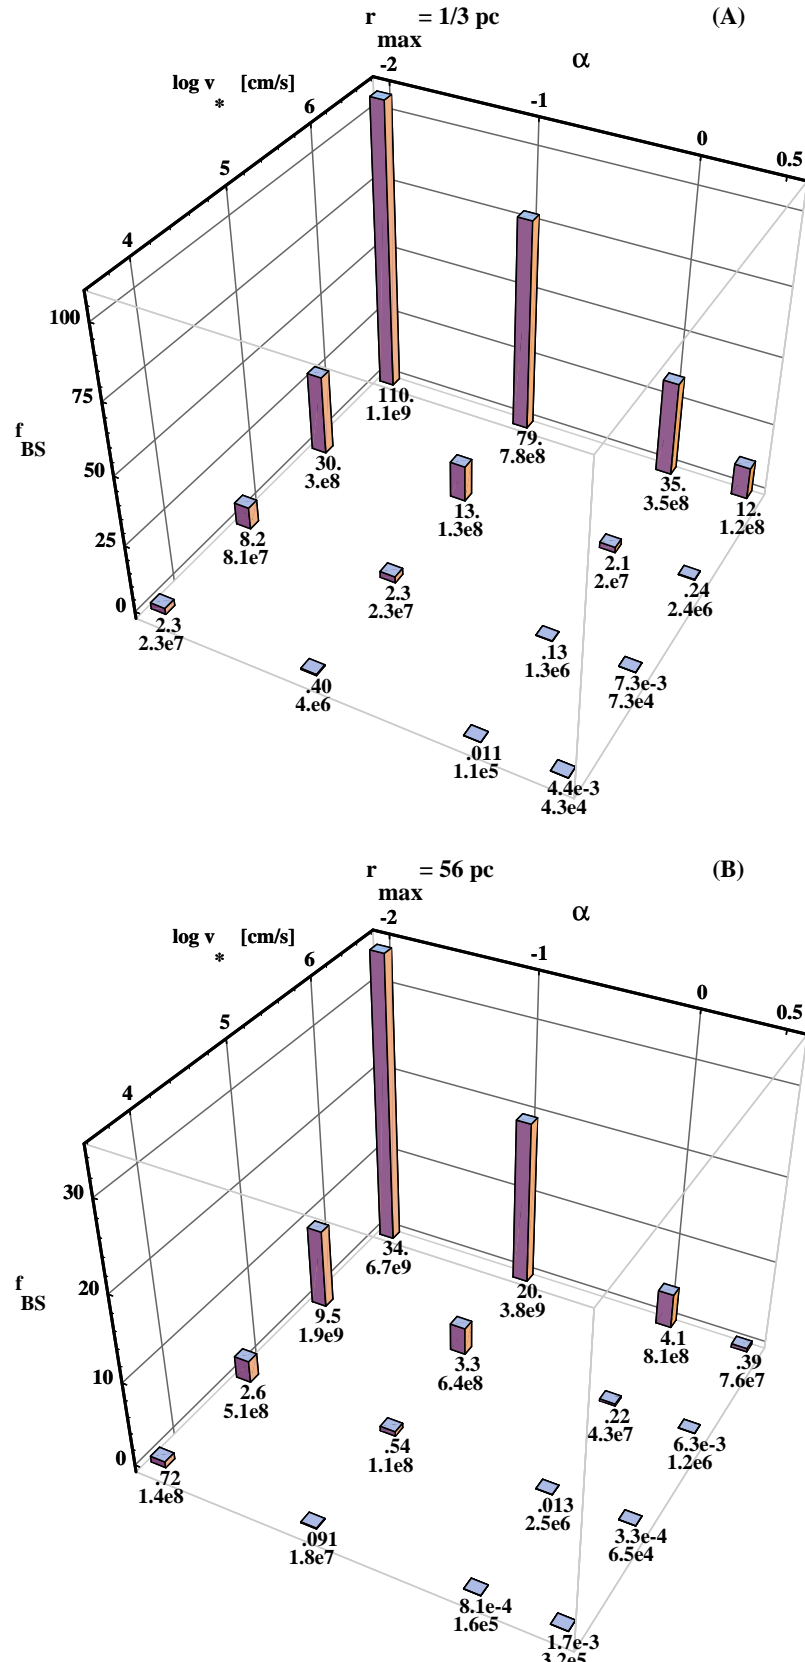 r max = 1/3 pc (A)
α
log v * [cm/s]
-2
-1
0
0.5
6
5
4
100
75
50
25
0
f BS
110.
1.1e9
79.
7.8e8
35.
3.5e8
12.
1.2e8
30.
3.e8
13.
1.3e8
2.1
2.e7
.24
2.4e6
8.2
8.1e7
2.3
2.3e7
.13
1.3e6
7.3e-3
7.3e4
2.3
2.3e7
.40
4.e6
.011
1.1e5
4.4e-3
4.3e4
r max = 56 pc (B)
α
log v * [cm/s]
-2
-1
0
0.5
6
5
4
30
20
10
0
f BS
34.
6.7e9
20.
3.8e9
4.1
8.1e8
.39
7.6e7
9.5
1.9e9
3.3
6.4e8
.22
4.3e7
6.3e-3
1.2e6
2.6
5.1e8
.54
1.1e8
.013
2.5e6
3.3e-4
6.5e4
.72
1.4e8
.091
1.8e7
8.1e-4
1.6e5
1.7e-3
3.2e5